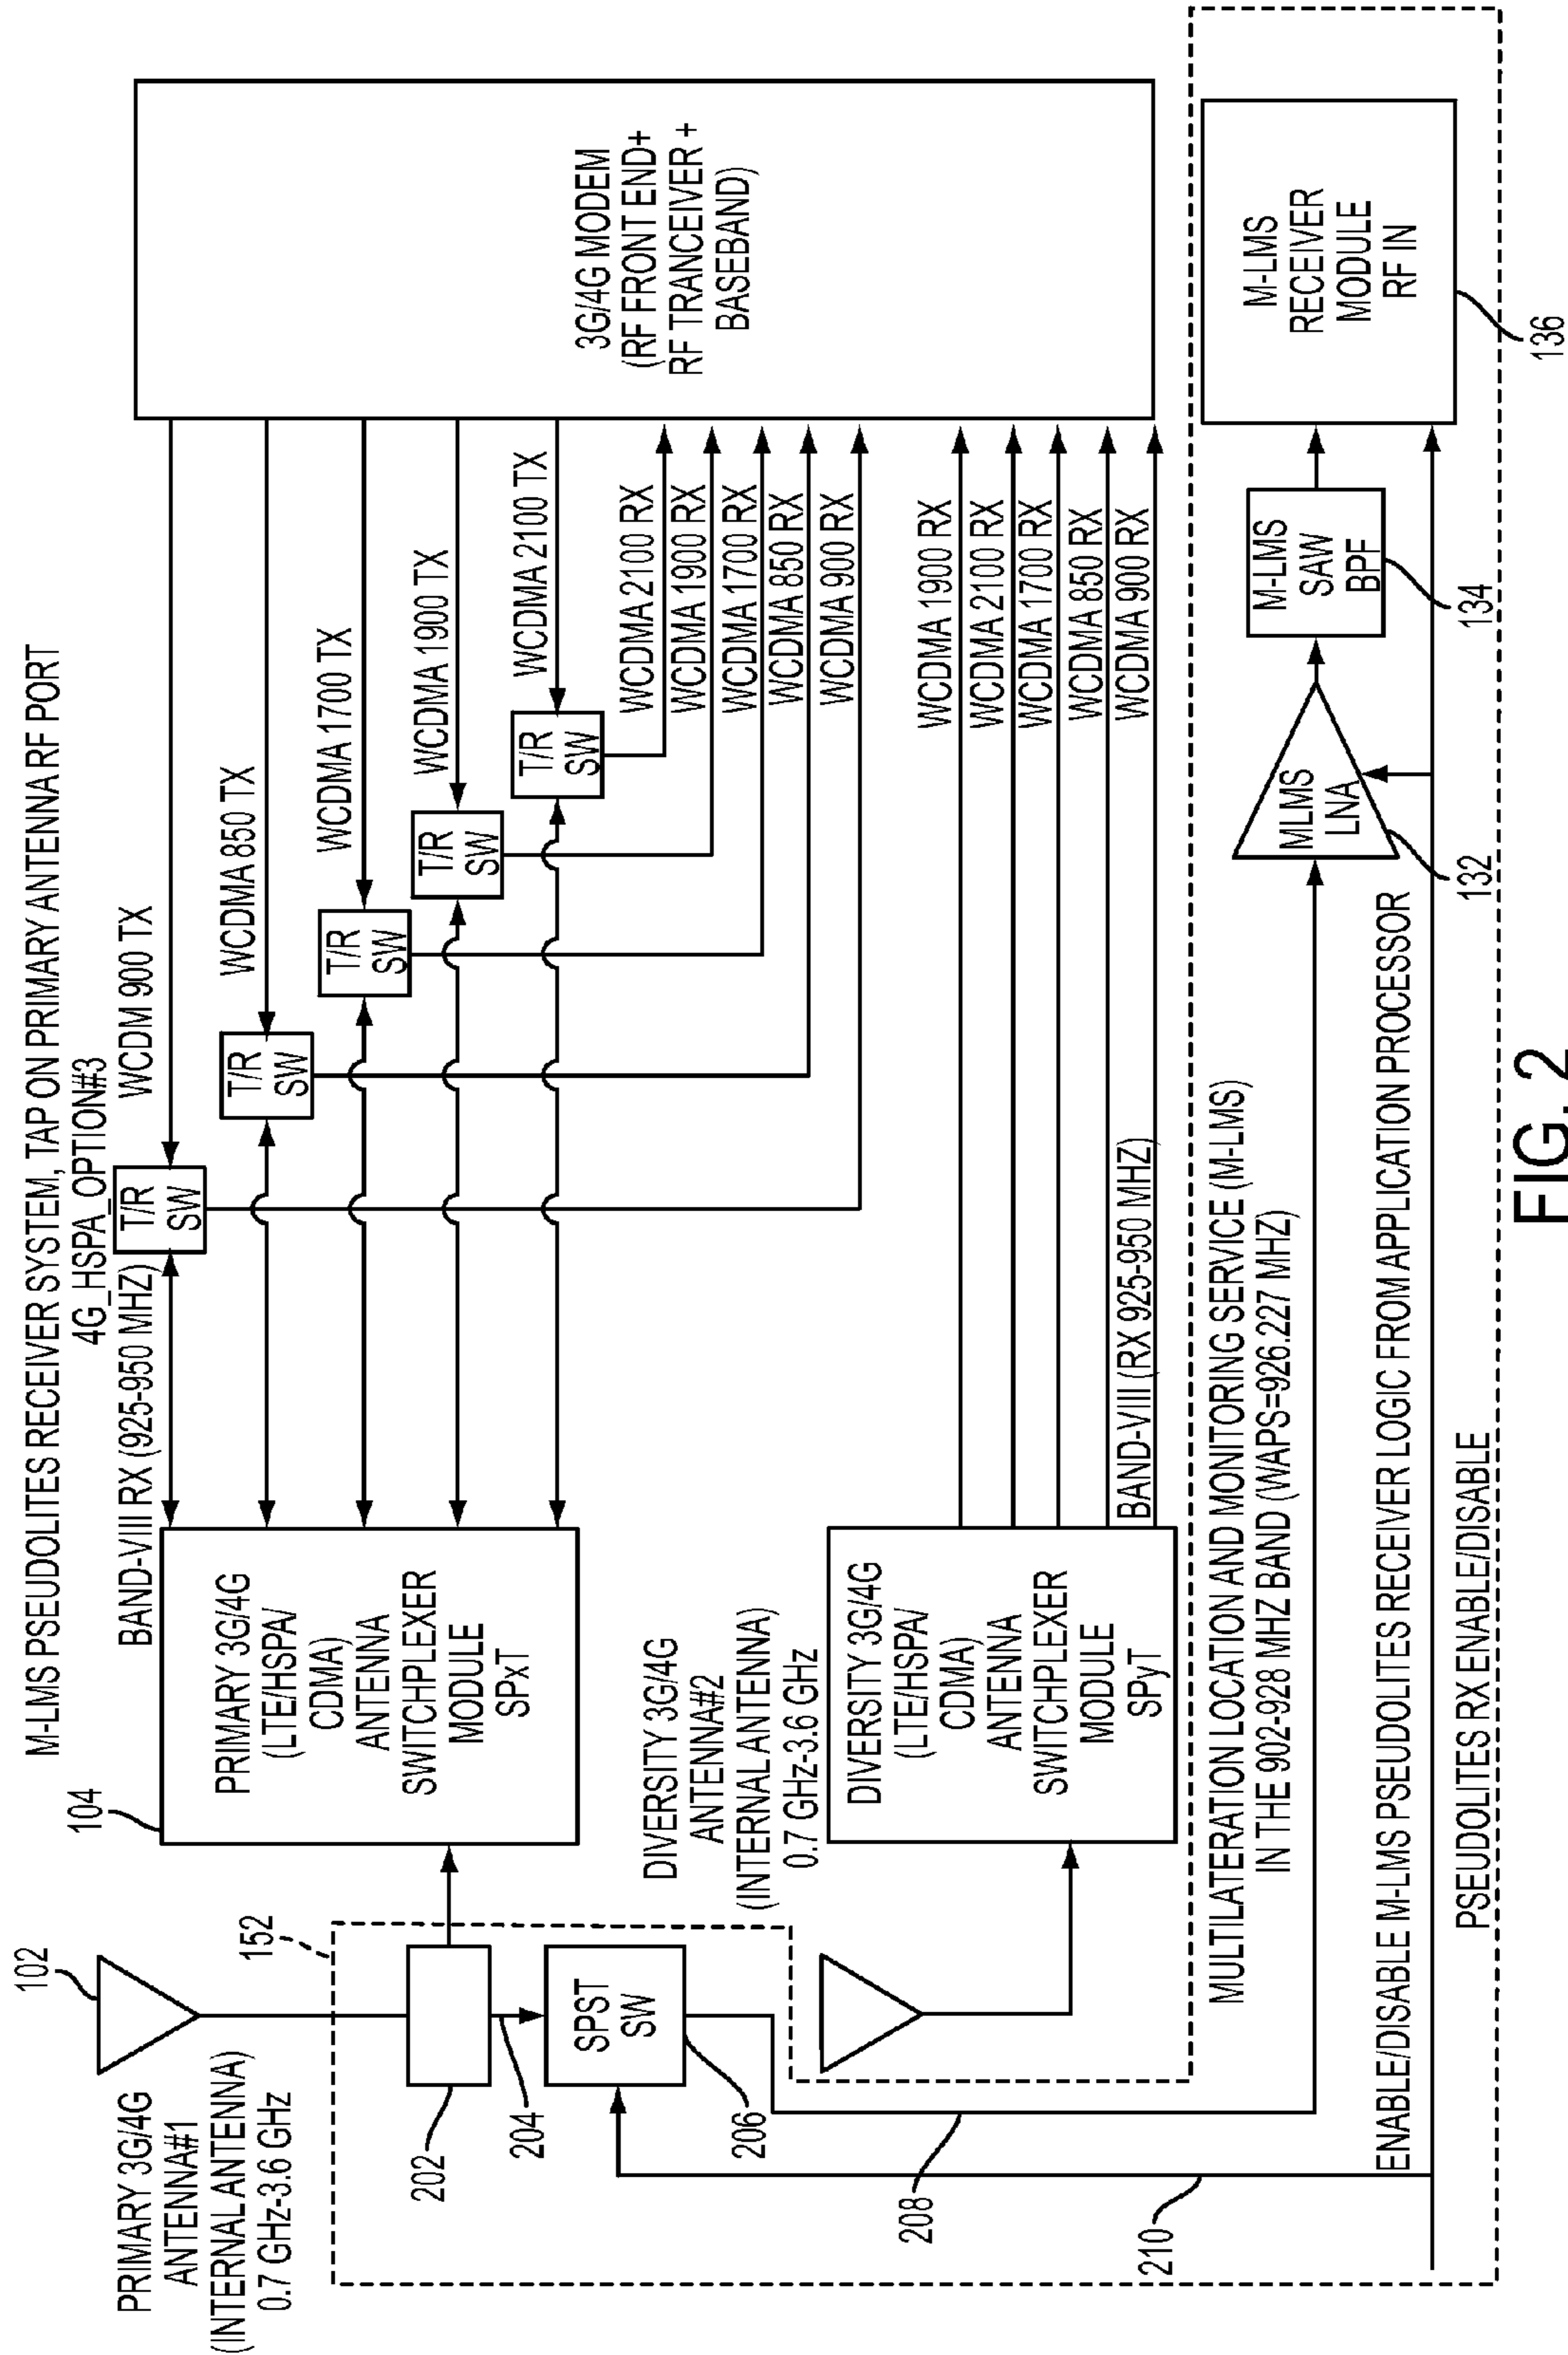 M-LMS PSEUDOLITES RECEIVER SYSTEM, TAP ON PRIMARY ANTENNA RF PORT
4G_HSPA_OPTION#3
PRIMARY 3G/4G
ANTENNA#1
(INTERNAL ANTENNA)
0.7 GHz-3.6 GHz
102
104
152
202
204
206
208
210
SPST
SW
PRIMARY 3G/4G
(LTE/HSPA/
CDMA)
ANTENNA
SWITCHPLEXER
MODULE
SPxT
BAND-VIII RX (925-950 MHZ)
T/R
SW
T/R
SW
T/R
SW
T/R
SW
T/R
SW
WCDM 900 TX
WCDMA 850 TX
WCDMA 1700 TX
WCDMA 1900 TX
WCDMA 2100 TX
WCDMA 2100 RX
WCDMA 1900 RX
WCDMA 1700 RX
WCDMA 850 RX
WCDMA 900 RX
3G/4G MODEM
(RF FRONT END+
RF TRANCEIVER +
BASEBAND)
DIVERSITY 3G/4G
ANTENNA#2
(INTERNAL ANTENNA)
0.7 GHz-3.6 GHz
DIVERSITY 3G/4G
(LTE/HSPA/
CDMA)
ANTENNA
SWITCHPLEXER
MODULE
SPyT
WCDMA 1900 RX
WCDMA 2100 RX
WCDMA 1700 RX
WCDMA 850 RX
WCDMA 900 RX
BAND-VIII (RX 925-950 MHZ)
MULTILATERATION LOCATION AND MONITORING SERVICE (M-LMS)
IN THE 902-928 MHZ BAND (WAPS=926.227 MHZ)
MLMS
LNA
132
M-LMS
SAW
BPF
134
M-LMS
RECEIVER
MODULE
RF IN
136
ENABLE/DISABLE M-LMS PSEUDOLITES RECEIVER LOGIC FROM APPLICATION PROCESSOR
PSEUDOLITES RX ENABLE/DISABLE
FIG. 2